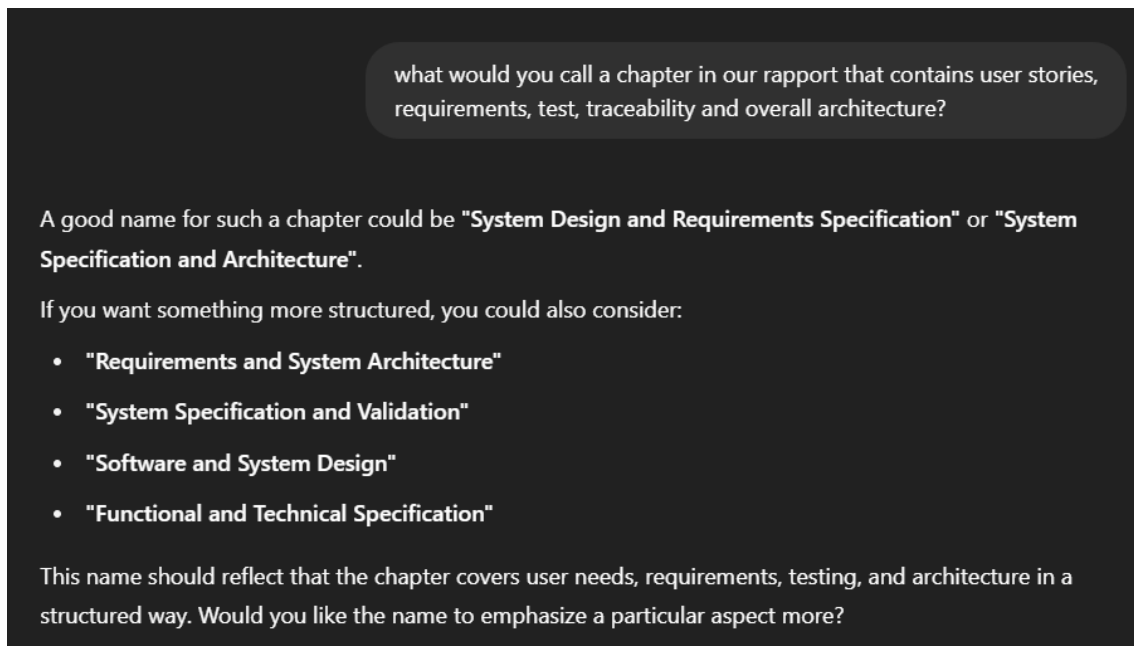 what would you call a chapter in our rapport that contains user stories,
requirements, test, traceability and overall architecture?
A good name for such a chapter could be "System Design and Requirements Specification" or "System
Specification and Architecture".
If you want something more structured, you could also consider:
• "Requirements and System Architecture"
• "System Specification and Validation"
• "Software and System Design"
• "Functional and Technical Specification"
This name should reflect that the chapter covers user needs, requirements, testing, and architecture in a
structured way. Would you like the name to emphasize a particular aspect more?